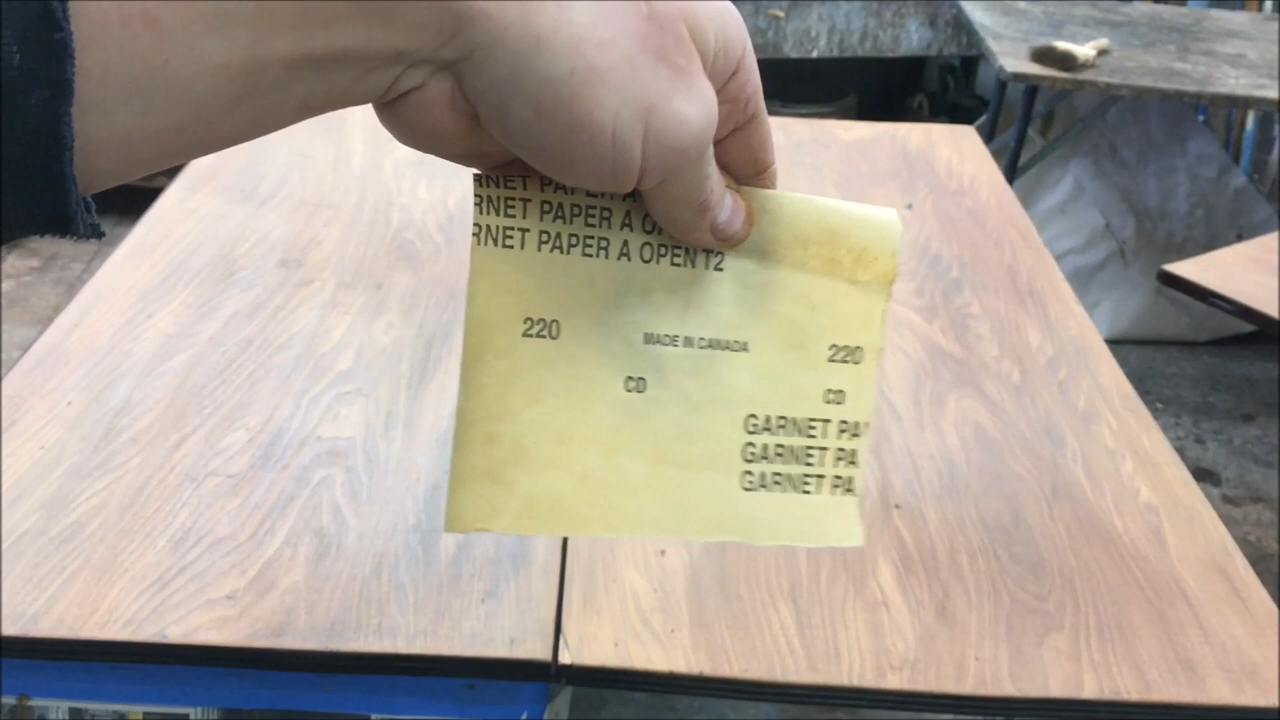 RNET PAPER A
RNET PAPER A O
RNET PAPER A OPEN T2
220 MADE IN CANADA 220
CD CD
GARNET PA
GARNET PA
GARNET PA